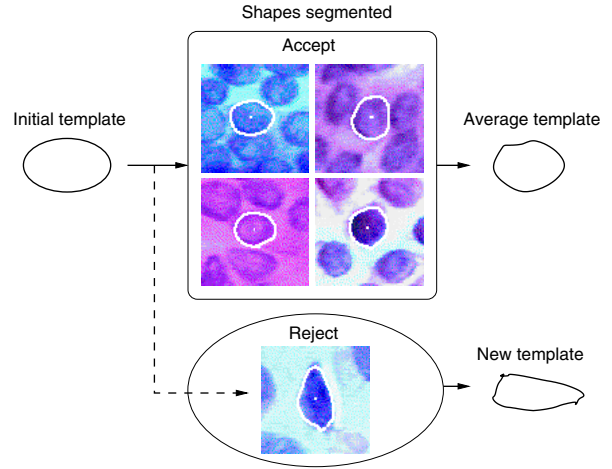 Shapes segmented
Accept
Initial template
Average template
Reject
New template